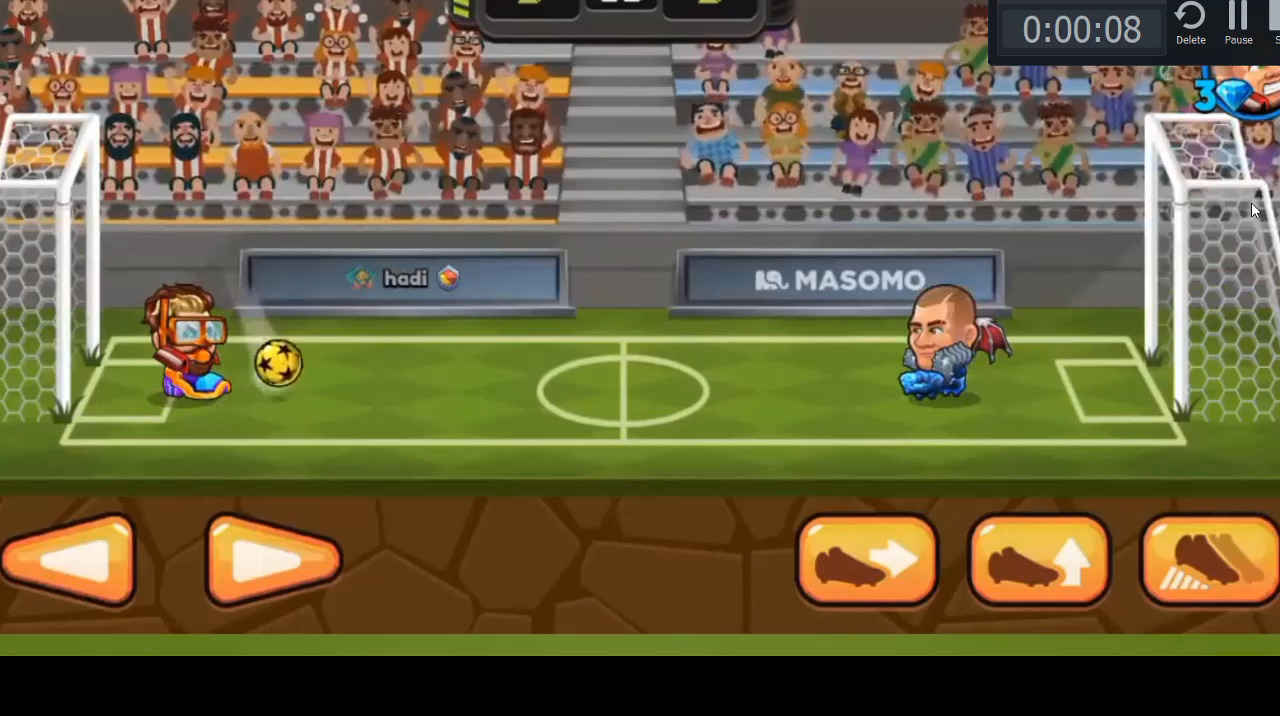 0:00:08
Delete
Pause
3
hadi
MASOMO